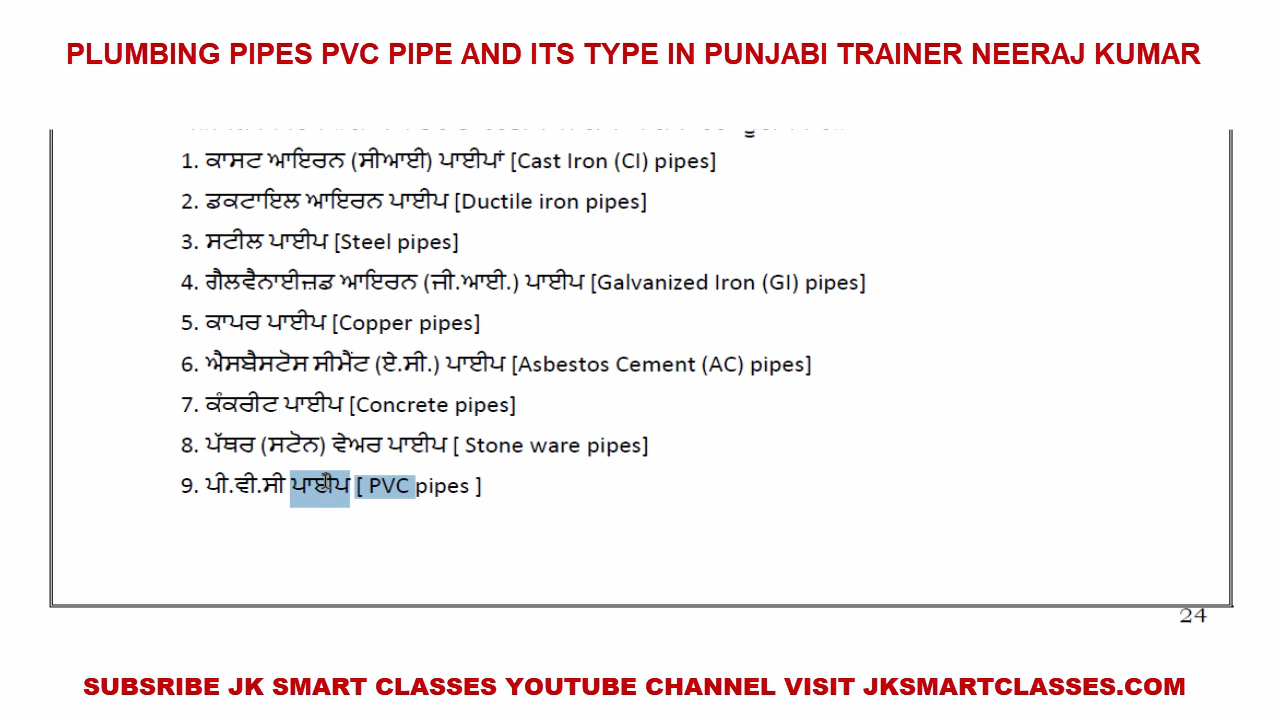 PLUMBING PIPES PVC PIPE AND ITS TYPE IN PUNJABI TRAINER NEERAJ KUMAR
1. ਕਾਸਟ ਆਇਰਨ (ਸੀਆਈ) ਪਾਈਪਾਂ [Cast Iron (CI) pipes]
2. ਡਕਟਾਇਲ ਆਇਰਨ ਪਾਈਪ [Ductile iron pipes]
3. ਸਟੀਲ ਪਾਈਪ [Steel pipes]
4. ਗੈਲਵੈਨਾਈਜ਼ਡ ਆਇਰਨ (ਜੀ.ਆਈ.) ਪਾਈਪ [Galvanized Iron (GI) pipes]
5. ਕਾਪਰ ਪਾਈਪ [Copper pipes]
6. ਐਸਬੈਸਟੋਸ ਸੀਮੈਂਟ (ਏ.ਸੀ.) ਪਾਈਪ [Asbestos Cement (AC) pipes]
7. ਕੰਕਰੀਟ ਪਾਈਪ [Concrete pipes]
8. ਪੱਥਰ (ਸਟੋਨ) ਵੇਅਰ ਪਾਈਪ [ Stone ware pipes]
9. ਪੀ.ਵੀ.ਸੀ ਪਾਈਪ [ PVC pipes ]
24
SUBSRIBE JK SMART CLASSES YOUTUBE CHANNEL VISIT JKSMARTCLASSES.COM